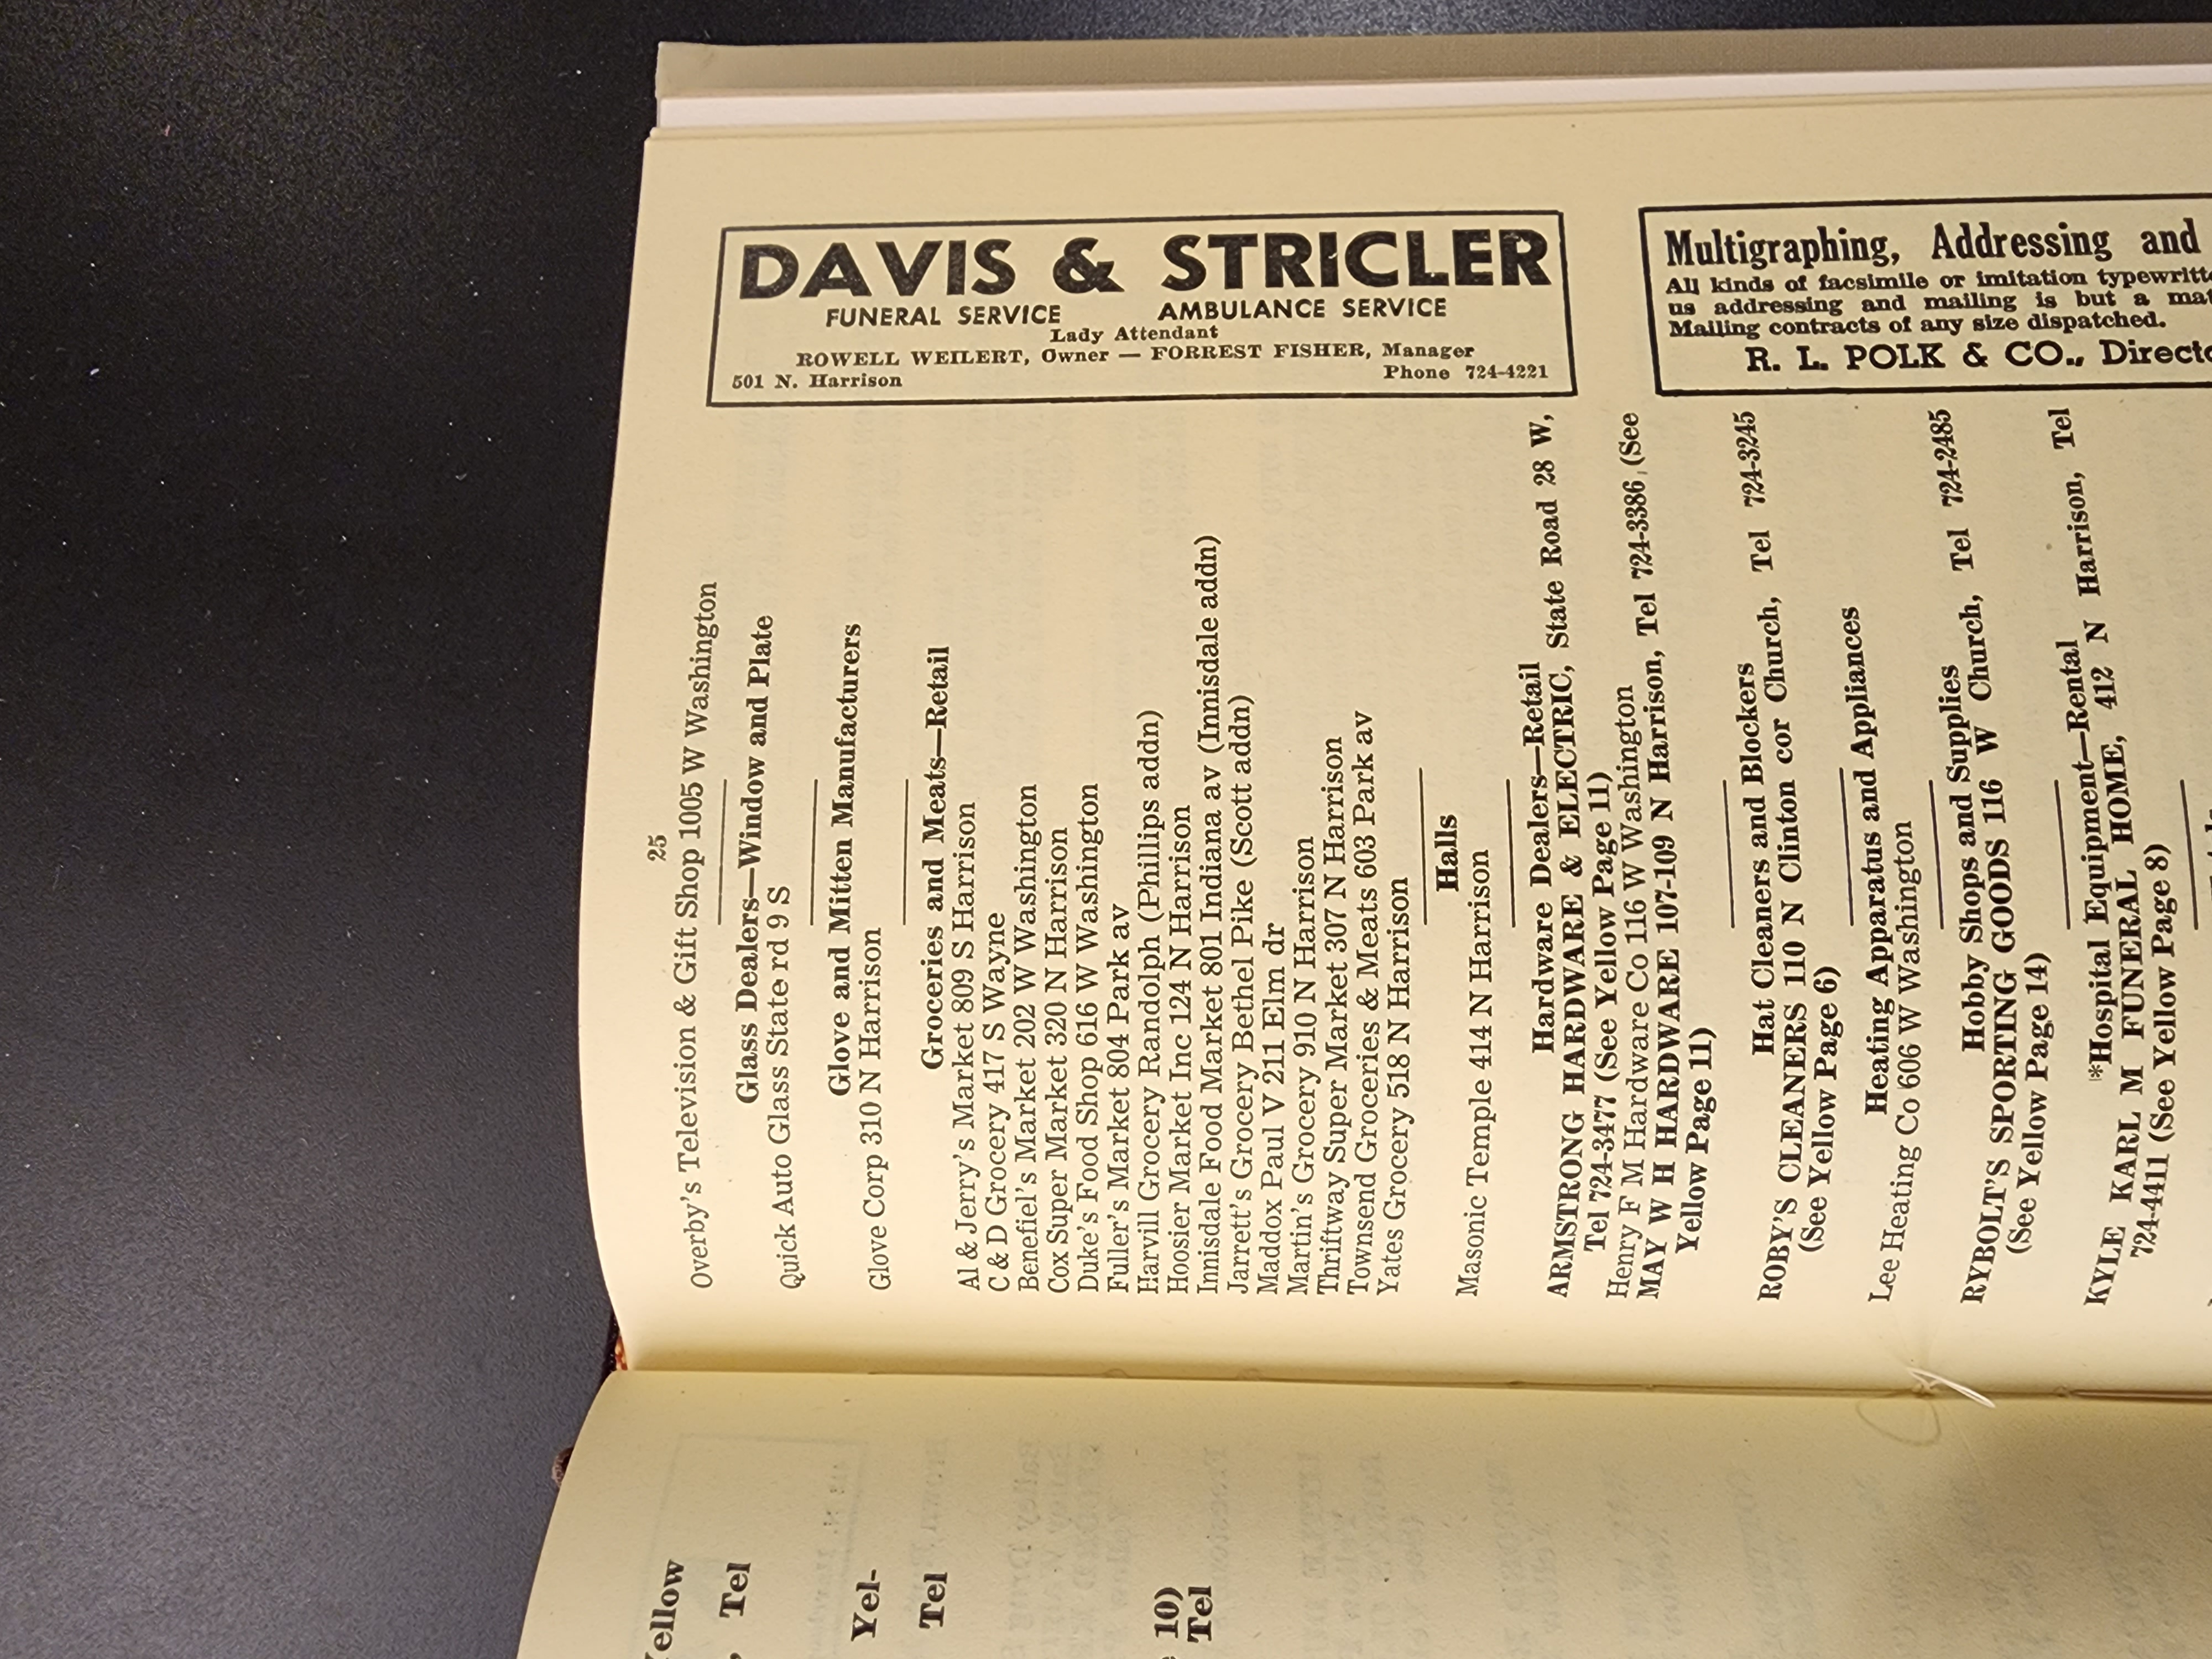 25
Overby's Television & Gift Shop 1005 W Washington
Glass Dealers—Window and Plate
Quick Auto Glass State rd 9 S
Glove and Mitten Manufacturers
Glove Corp 310 N Harrison
Groceries and Meats—Retail
Al & Jerry's Market 809 S Harrison
C & D Grocery 417 S Wayne
Benefiel's Market 202 W Washington
Cox Super Market 320 N Harrison
Duke's Food Shop 616 W Washington
Fuller's Market 804 Park av
Harvill Grocery Randolph (Phillips addn)
Hoosier Market Inc 124 N Harrison
Innisdale Food Market 801 Indiana av (Innisdale addn)
Jarrett's Grocery Bethel Pike (Scott addn)
Maddox Paul V 211 Elm dr
Martin's Grocery 910 N Harrison
Thriftway Super Market 307 N Harrison
Townsend Groceries & Meats 603 Park av
Yates Grocery 518 N Harrison
Halls
Masonic Temple 414 N Harrison
Hardware Dealers—Retail
ARMSTRONG HARDWARE & ELECTRIC, State Road 28 W,
Tel 724-3477 (See Yellow Page 11)
Henry F M Hardware Co 116 W Washington
MAY W H HARDWARE 107-109 N Harrison, Tel 724-3386 (See
Yellow Page 11)
Hat Cleaners and Blockers
ROBY'S CLEANERS 110 N Clinton cor Church, Tel 724-3245
(See Yellow Page 6)
Heating Apparatus and Appliances
Lee Heating Co 606 W Washington
Hobby Shops and Supplies
RYBOLT'S SPORTING GOODS 116 W Church, Tel 724-2485
(See Yellow Page 14)
*Hospital Equipment—Rental
KYLE KARL M FUNERAL HOME, 412 N Harrison, Tel
724-4411 (See Yellow Page 8)
DAVIS & STRICLER
FUNERAL SERVICE AMBULANCE SERVICE
Lady Attendant
ROWELL WEILERT, Owner — FORREST FISHER, Manager
501 N. Harrison Phone 724-4221
Multigraphing, Addressing and
All kinds of facsimile or imitation
us addressing and mailing is but a
Mailing contracts of any size dispatched.
R. L. POLK & CO.,
Tel
Yel-
Tel
10)
Tel